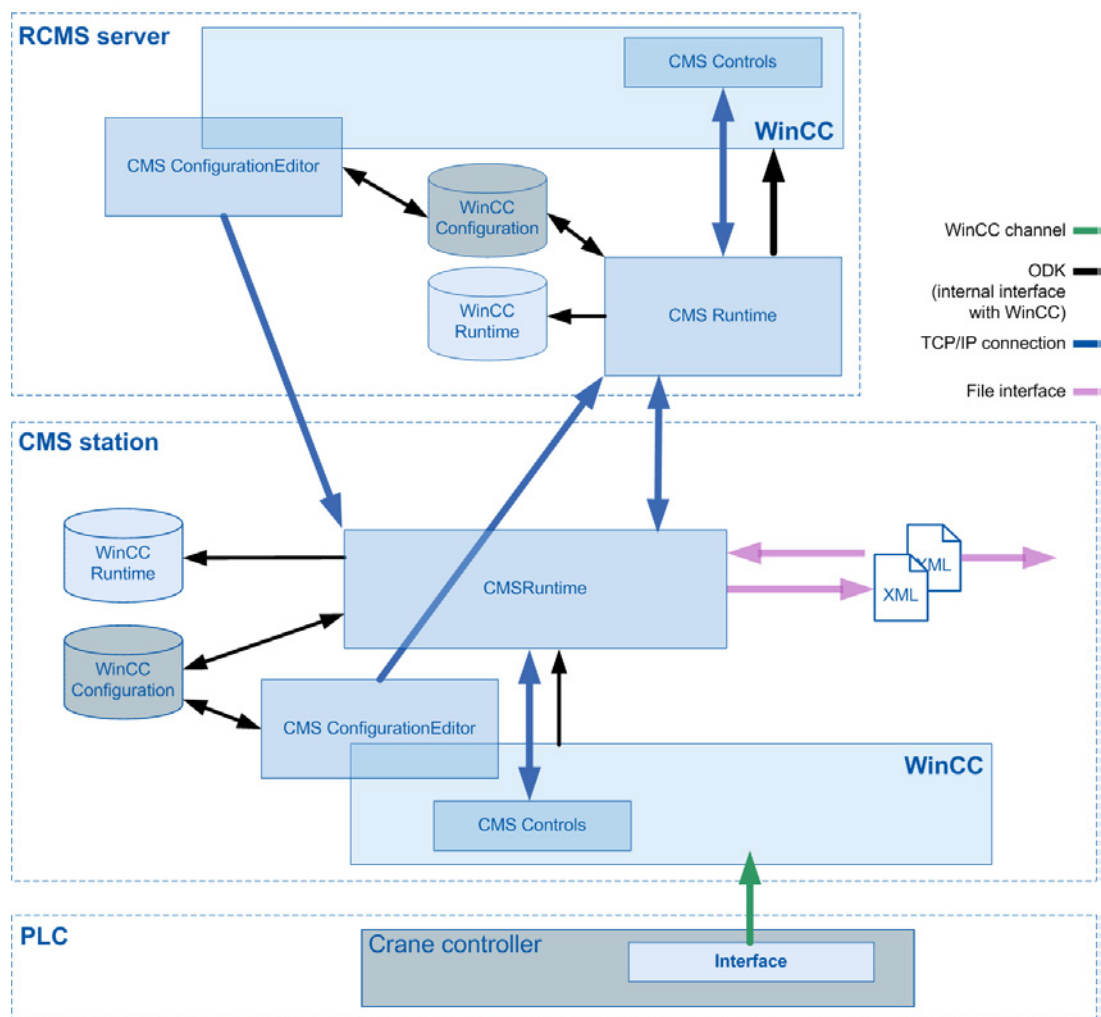 RCMS server
CMS Controls
WinCC
CMS ConfigurationEditor
WinCC
Configuration
WinCC
Runtime
CMS Runtime
WinCC channel
ODK
(internal interface
with WinCC)
TCP/IP connection
File interface
CMS station
WinCC
Runtime
CMSRuntime
XML
XML
WinCC
Configuration
CMS ConfigurationEditor
WinCC
CMS Controls
PLC
Crane controller
Interface